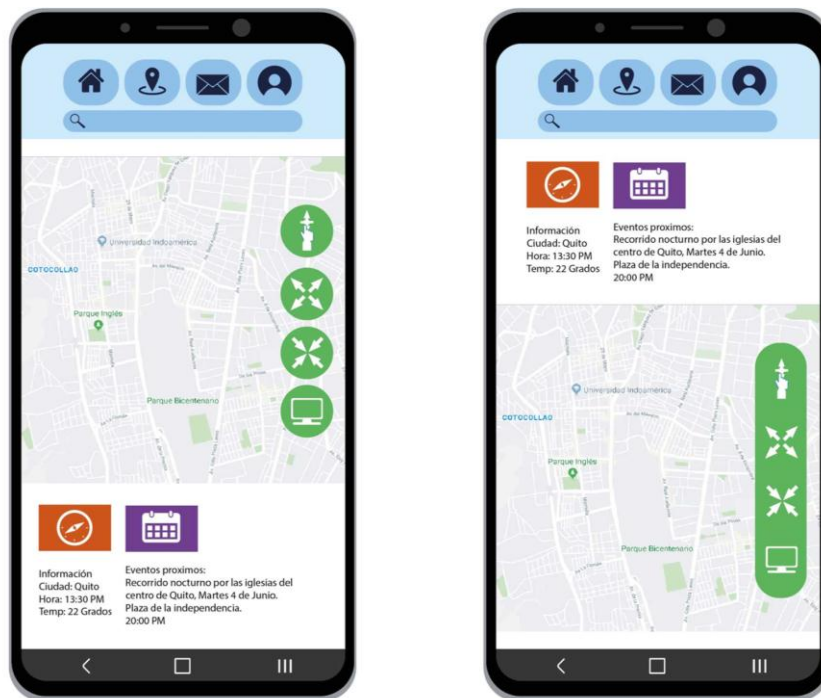 Universidad Indoamérica
COTOCOLLAO
Parque Inglés
Parque Bicentenario
Información
Ciudad: Quito
Hora: 13:30 PM
Temp: 22 Grados
Eventos proximos:
Recorrido nocturno por las iglesias del
centro de Quito, Martes 4 de Junio.
Plaza de la independencia.
20:00 PM
Información
Ciudad: Quito
Hora: 13:30 PM
Temp: 22 Grados
Eventos proximos:
Recorrido nocturno por las iglesias del
centro de Quito, Martes 4 de Junio.
Plaza de la independencia.
20:00 PM
Universidad Indoamérica
COTOCOLLAO
Parque Inglés
Parque Bicentenario